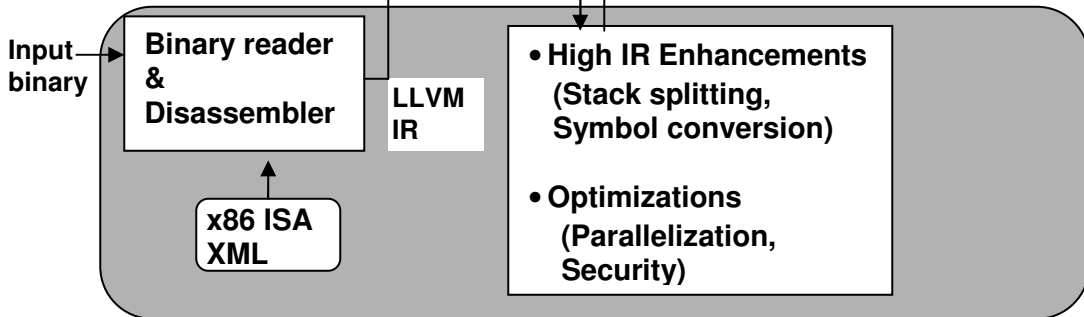 Input
binary
Binary reader
&
Disassembler
LLVM
IR
x86 ISA
XML
• High IR Enhancements
(Stack splitting,
Symbol conversion)
• Optimizations
(Parallelization,
Security)